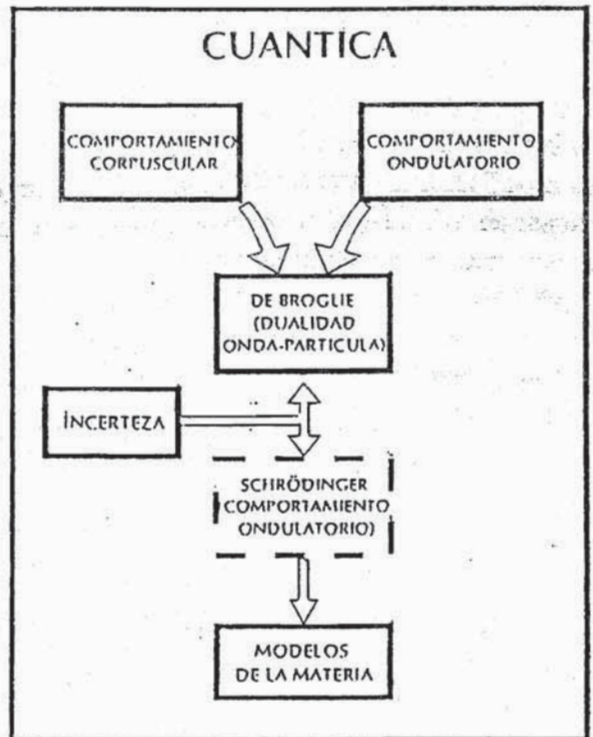 CUANTICA
COMPORTAMIENTO
CORPUSCULAR
COMPORTAMIENTO
ONDULATORIO
DE BROGLIE
(DUALIDAD
ONDA-PARTICULA)
INCERTEZA
SCHRÖDINGER
(COMPORTAMIENTO
ONDULATORIO)
MODELOS
DE LA MATERIA